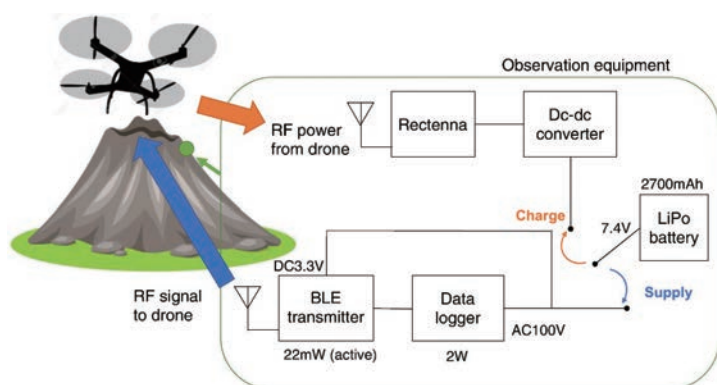 Observation equipment
RF power
from drone
Rectenna
Dc-dc
converter
2700mAh
LiPo
battery
7.4V
Charge
Supply
DC3.3V
RF signal
to drone
BLE
transmitter
Data
logger
AC100V
22mW (active)
2W